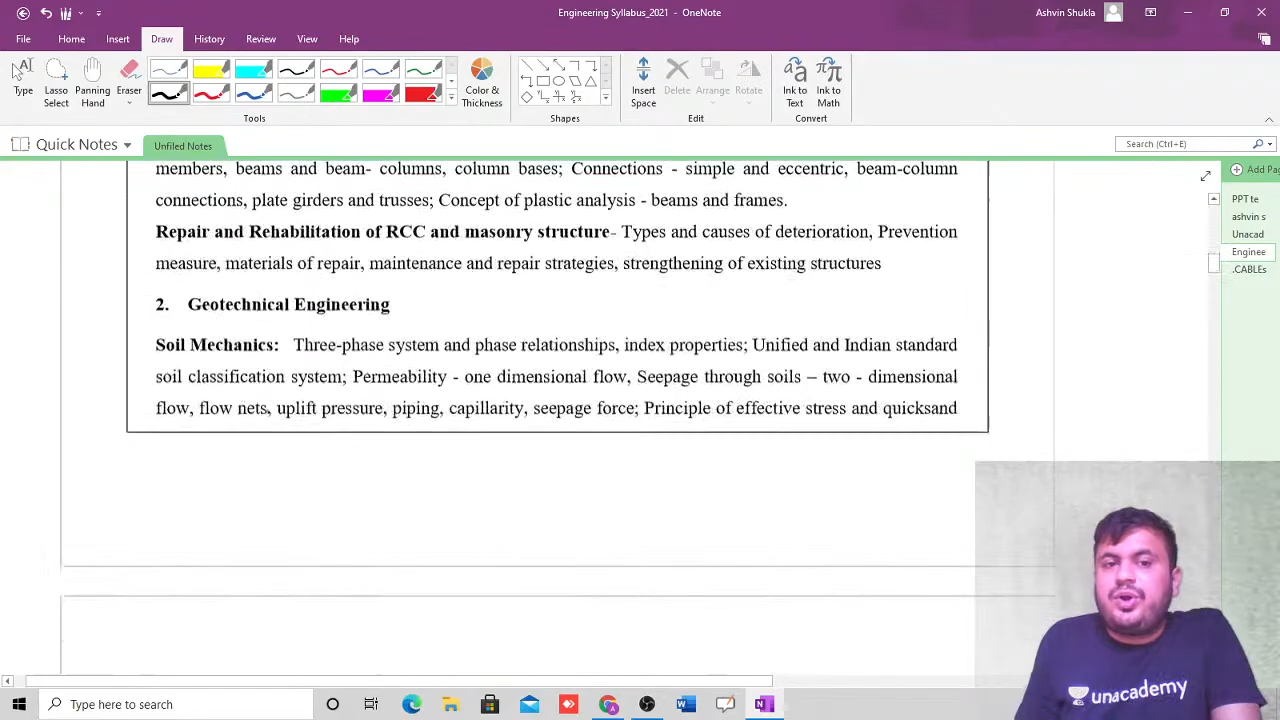 Engineering Syllabus_2021 - OneNote
Ashvin Shukla
File Home Insert Draw History Review View Help
Type
Lasso Select
Panning Hand
Eraser
Color & Thickness
Insert Space
Delete
Arrange
Rotate
Ink to Text
Ink to Math
Tools
Shapes
Edit
Convert
Quick Notes
Unfiled Notes
Search (Ctrl+E)
Add Pag
PPT te
ashvin s
Unacad
Enginee
.CABLEs
members, beams and beam- columns, column bases; Connections - simple and eccentric, beam-column
connections, plate girders and trusses; Concept of plastic analysis - beams and frames.
Repair and Rehabilitation of RCC and masonry structure- Types and causes of deterioration, Prevention
measure, materials of repair, maintenance and repair strategies, strengthening of existing structures
2. Geotechnical Engineering
Soil Mechanics: Three-phase system and phase relationships, index properties; Unified and Indian standard
soil classification system; Permeability - one dimensional flow, Seepage through soils – two - dimensional
flow, flow nets, uplift pressure, piping, capillarity, seepage force; Principle of effective stress and quicksand
unacademy
Type here to search